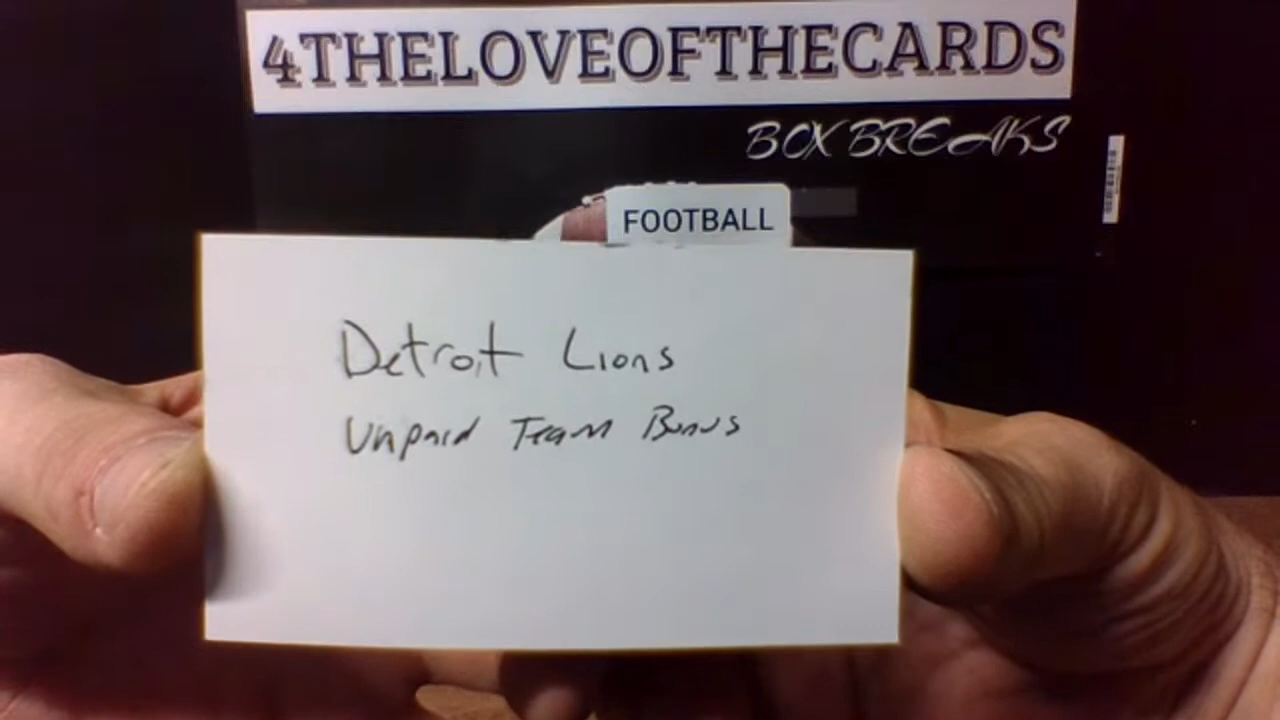 4THELOVEOFTHECARDS
BOX BREAKS
FOOTBALL
Detroit Lions
Unpaid Team Bonus